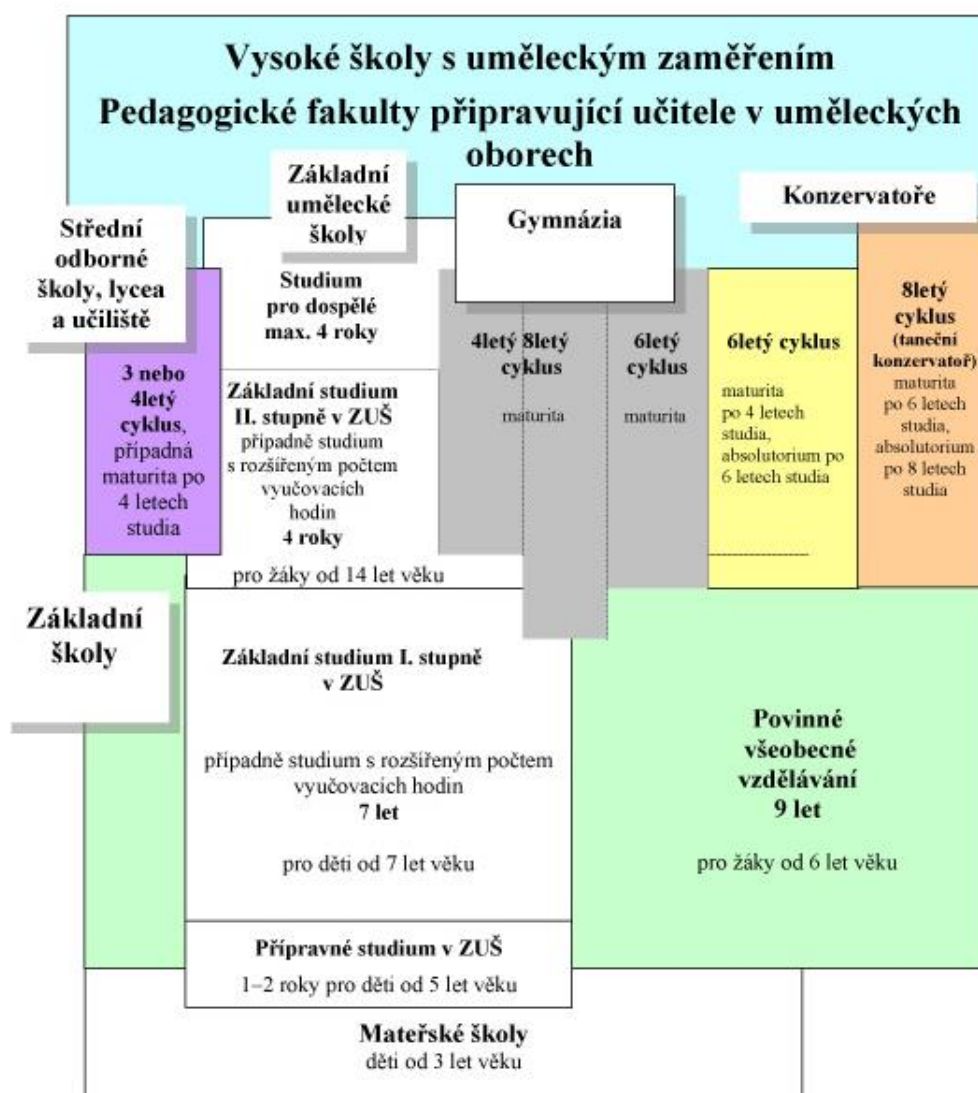 Vysoké školy s uměleckým zaměřením
Pedagogické fakulty připravující učitele v uměleckých
oborech
Základní
umělecké
školy
Gymnázia
Konzervatoře
Střední
odborné
školy, lycea
a učiliště
Studium
pro dospělé
max. 4 roky
3 nebo
4letý
cyklus,
případná
maturita po
4 letech
studia
Základní studium
II. stupně v ZUŠ
případně studium
s rozšířeným počtem
vyučovacích
hodin
4 roky
pro žáky od 14 let věku
4letý 8letý
cyklus
maturita
6letý
cyklus
maturita
6letý cyklus
maturita
po 4 letech
studia,
absolutorium po
6 letech studia
8letý
cyklus
(taneční
konzervatoř)
maturita
po 6 letech
studia,
absolutorium
po 8 letech
studia
Základní
školy
Základní studium I. stupně
v ZUŠ
případně studium s rozšířeným počtem
vyučovacích hodin
7 let
pro děti od 7 let věku
Povinné
všeobecné
vzdělávání
9 let
pro žáky od 6 let věku
Přípravné studium v ZUŠ
1–2 roky pro děti od 5 let věku
Mateřské školy
děti od 3 let věku